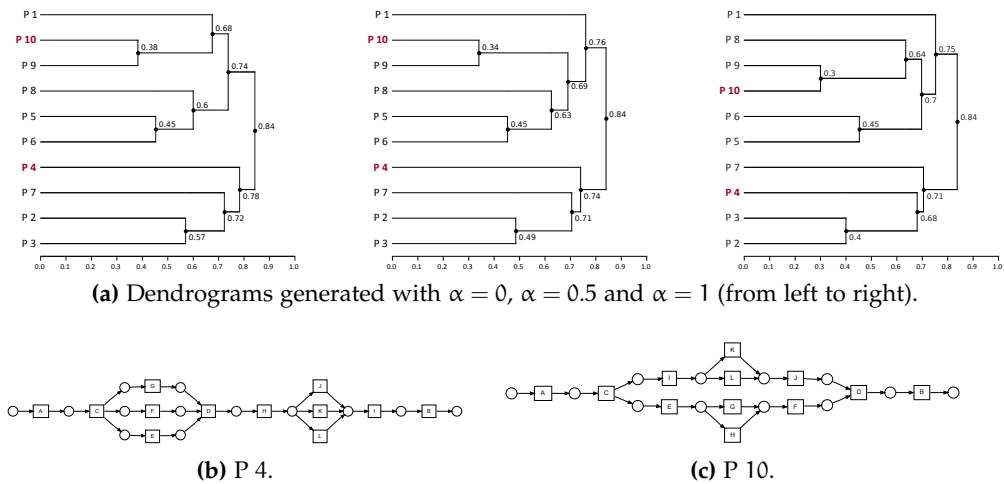 P 1
P 10
P 9
P 8
P 5
P 6
P 4
P 7
P 2
P 3
0.68
0.38
0.74
0.6
0.45
0.84
0.78
0.72
0.57
0.0 0.1 0.2 0.3 0.4 0.5 0.6 0.7 0.8 0.9 1.0
P 1
P 10
P 9
P 8
P 5
P 6
P 4
P 7
P 2
P 3
0.76
0.34
0.69
0.63
0.45
0.84
0.74
0.71
0.49
0.0 0.1 0.2 0.3 0.4 0.5 0.6 0.7 0.8 0.9 1.0
P 1
P 8
P 9
P 10
P 6
P 5
P 7
P 4
P 3
P 2
0.75
0.64
0.3
0.7
0.45
0.84
0.71
0.68
0.4
0.0 0.1 0.2 0.3 0.4 0.5 0.6 0.7 0.8 0.9 1.0
(a) Dendrograms generated with α = 0, α = 0.5 and α = 1 (from left to right).
G J
A C F D H K I B
E L
(b) P 4.
K
I L J
A C D B
E G F
H
(c) P 10.